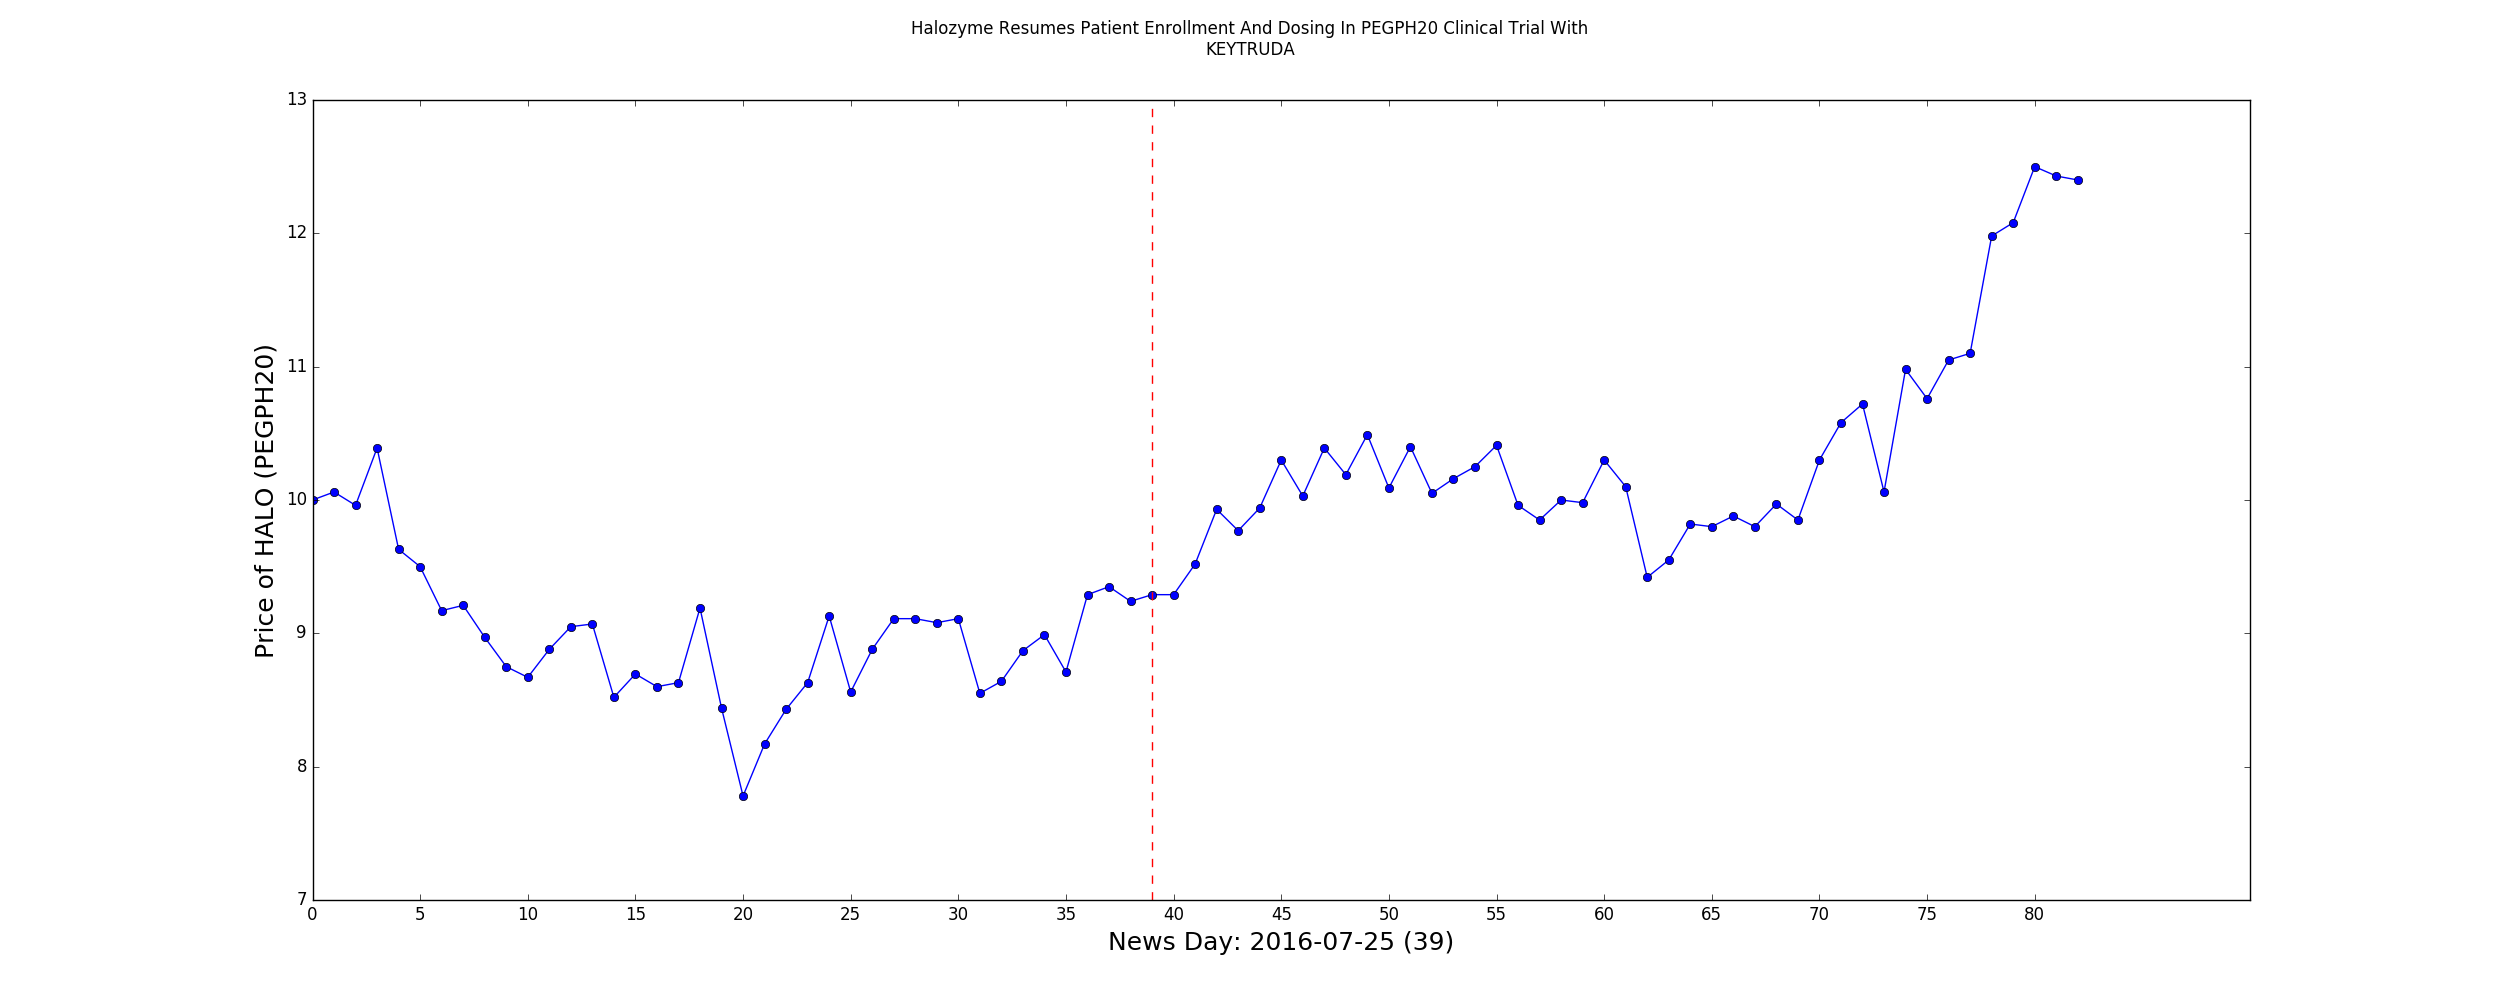 Halozyme Resumes Patient Enrollment And Dosing In PEGPH20 Clinical Trial With
KEYTRUDA
13
12
11
10
9
8
7
Price of HALO (PEGPH20)
0 5 10 15 20 25 30 35 40 45 50 55 60 65 70 75 80
News Day: 2016-07-25 (39)